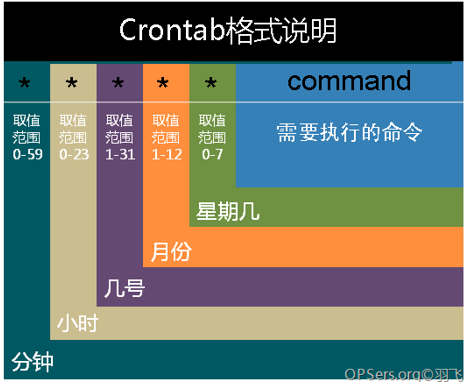 Crontab格式说明
* * * * * command
取值 取值 取值 取值 取值
范围 范围 范围 范围 范围 需要执行的命令
0-59 0-23 1-31 1-12 0-7
星期几
月份
几号
小时
分钟
OPSers.org©羽飞